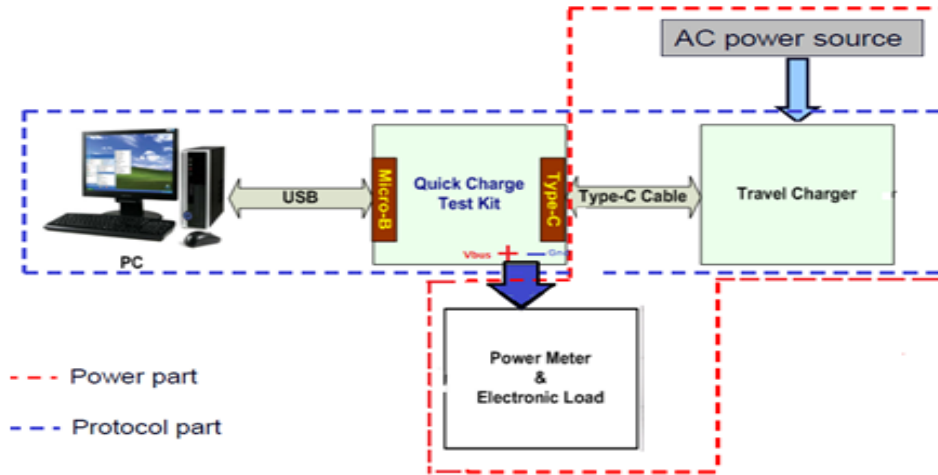 AC power source
PC
USB
Micro-B
Quick Charge
Test Kit
Type-C
Vbus
Type-C Cable
Travel Charger
Power Meter
&
Electronic Load
Power part
Protocol part